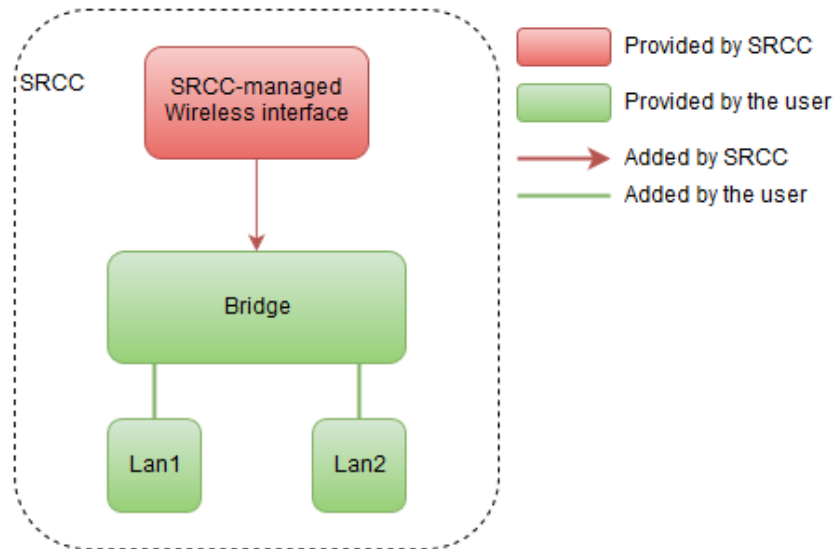 SRCC
SRCC-managed
Wireless interface
Bridge
Lan1
Lan2
Provided by SRCC
Provided by the user
Added by SRCC
Added by the user